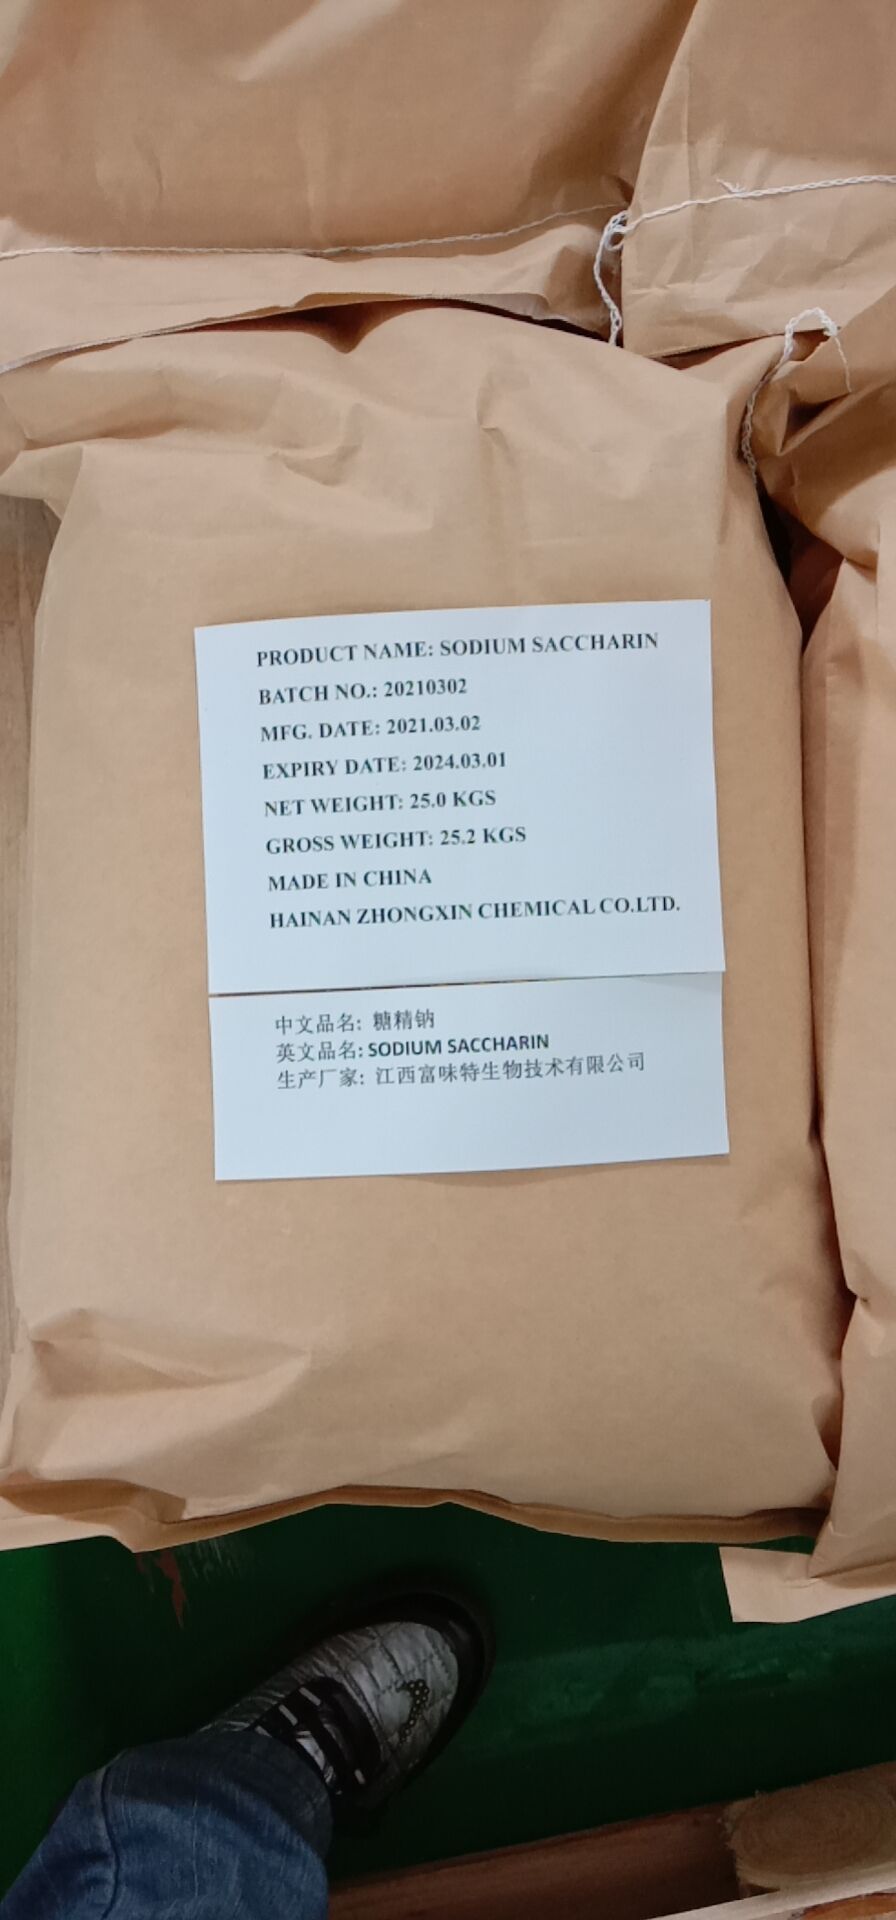 PRODUCT NAME: SODIUM SACCHARIN
BATCH NO.: 20210302
MFG. DATE: 2021.03.02
EXPIRY DATE: 2024.03.01
NET WEIGHT: 25.0 KGS
GROSS WEIGHT: 25.2 KGS
MADE IN CHINA
HAINAN ZHONGXIN CHEMICAL CO.LTD.
中文品名: 糖精钠
英文品名: SODIUM SACCHARIN
生产厂家: 江西富味特生物技术有限公司